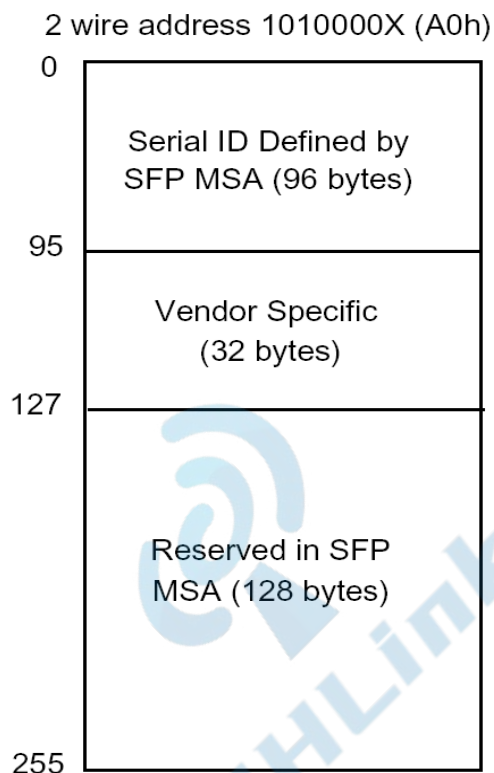 2 wire address 1010000X (A0h)
0
Serial ID Defined by
SFP MSA (96 bytes)
95
Vendor Specific
(32 bytes)
127
Reserved in SFP
MSA (128 bytes)
255